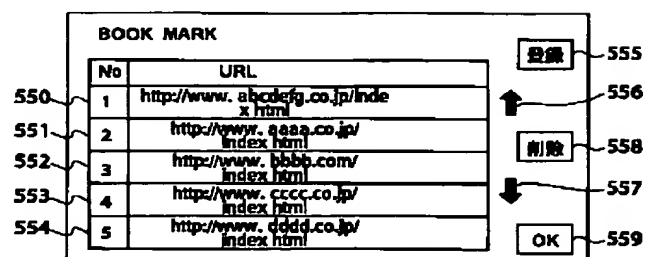 BOOK MARK
登録
555
No URL
550 1 http://www. abcdefg.co.jp/inde
x html
556
551 2 http://www. aaaa.co.jp/
index html
552 3 http://www. bbbb.com/
index html
削除
558
553 4 http://www. cccc.co.jp/
index html
557
554 5 http://www. dddd.co.jp/
index html
OK
559